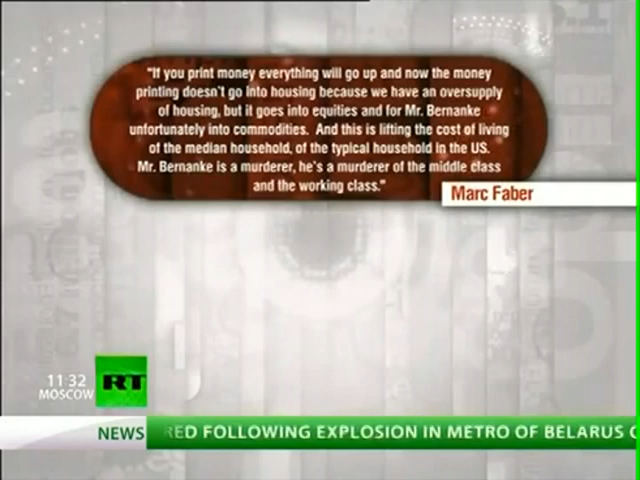 "If you print money everything will go up and now the money
printing doesn't go into housing because we have an oversupply
of housing, but it goes into equities and for Mr. Bernanke
unfortunately into commodities. And this is lifting the cost of living
of the median household, of the typical household in the US.
Mr. Bernanke is a murderer, he's a murderer of the middle class
and the working class."
Marc Faber
11:32
MOSCOW
RT
NEWS
RED FOLLOWING EXPLOSION IN METRO OF BELARUS